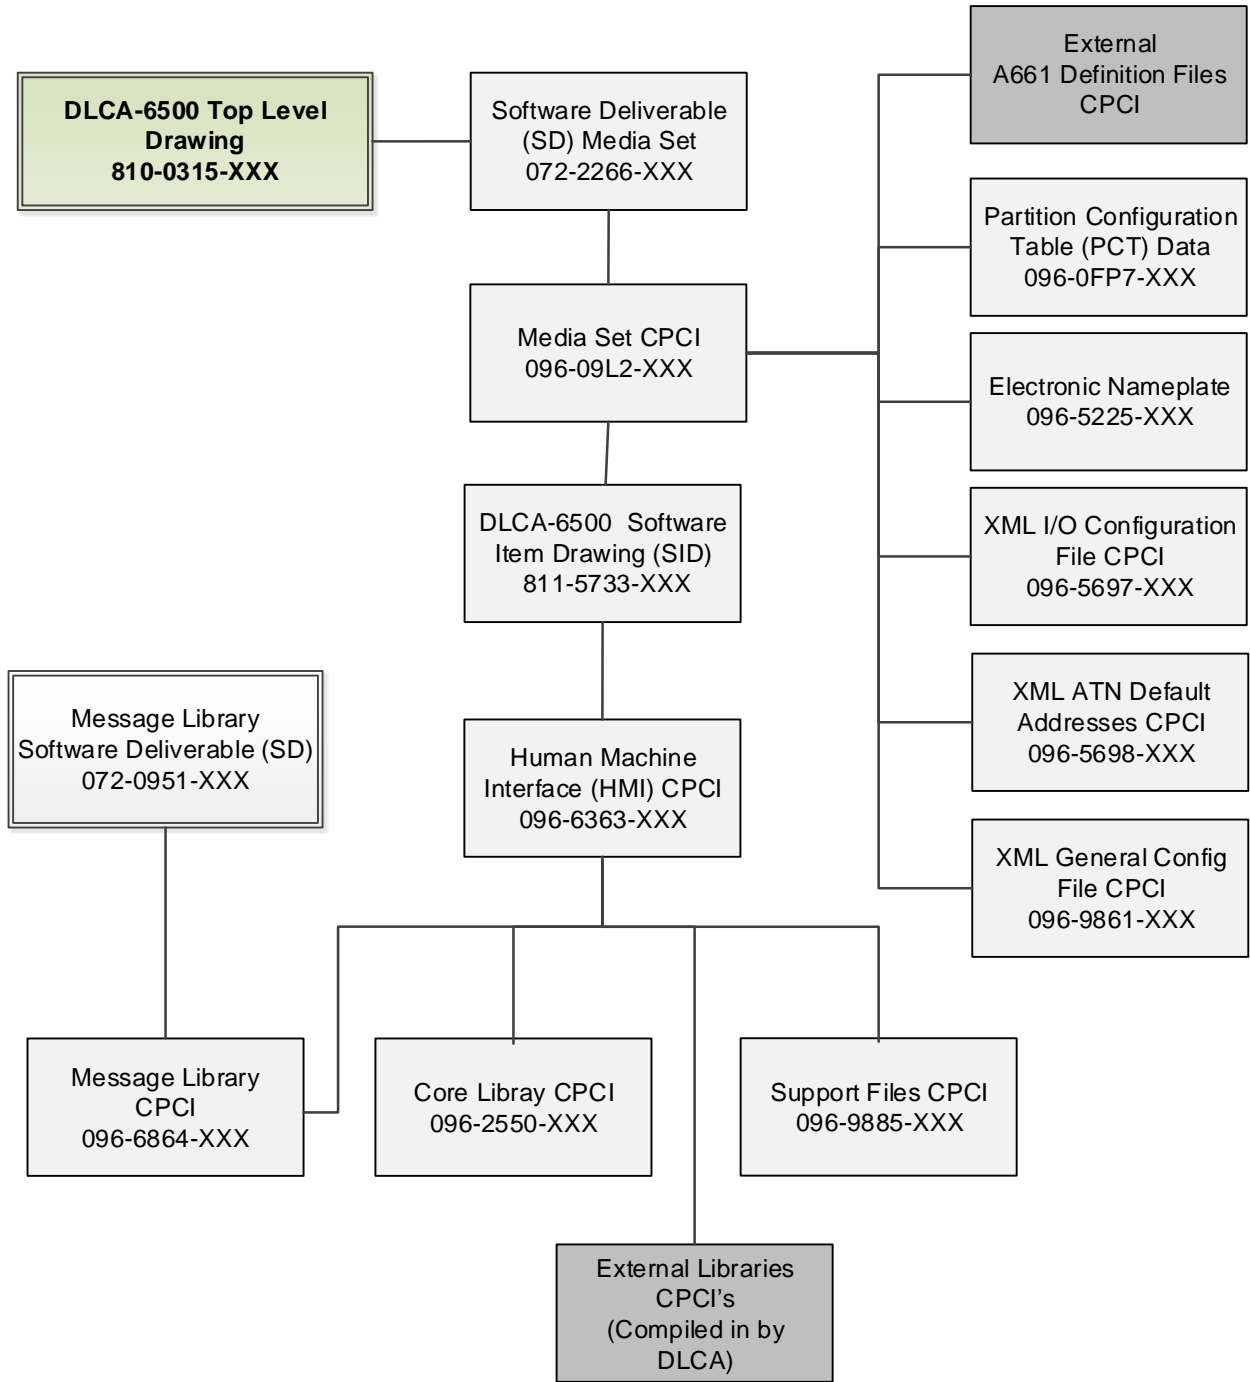 DLCA-6500 Top Level
Drawing
810-0315-XXX
Software Deliverable
(SD) Media Set
072-2266-XXX
External
A661 Definition Files
CPCI
Partition Configuration
Table (PCT) Data
096-0FP7-XXX
Media Set CPCI
096-09L2-XXX
Electronic Nameplate
096-5225-XXX
DLCA-6500 Software
Item Drawing (SID)
811-5733-XXX
XML I/O Configuration
File CPCI
096-5697-XXX
Message Library
Software Deliverable (SD)
072-0951-XXX
Human Machine
Interface (HMI) CPCI
096-6363-XXX
XML ATN Default
Addresses CPCI
096-5698-XXX
XML General Config
File CPCI
096-9861-XXX
Message Library
CPCI
096-6864-XXX
Core Libray CPCI
096-2550-XXX
Support Files CPCI
096-9885-XXX
External Libraries
CPCI's
(Compiled in by
DLCA)